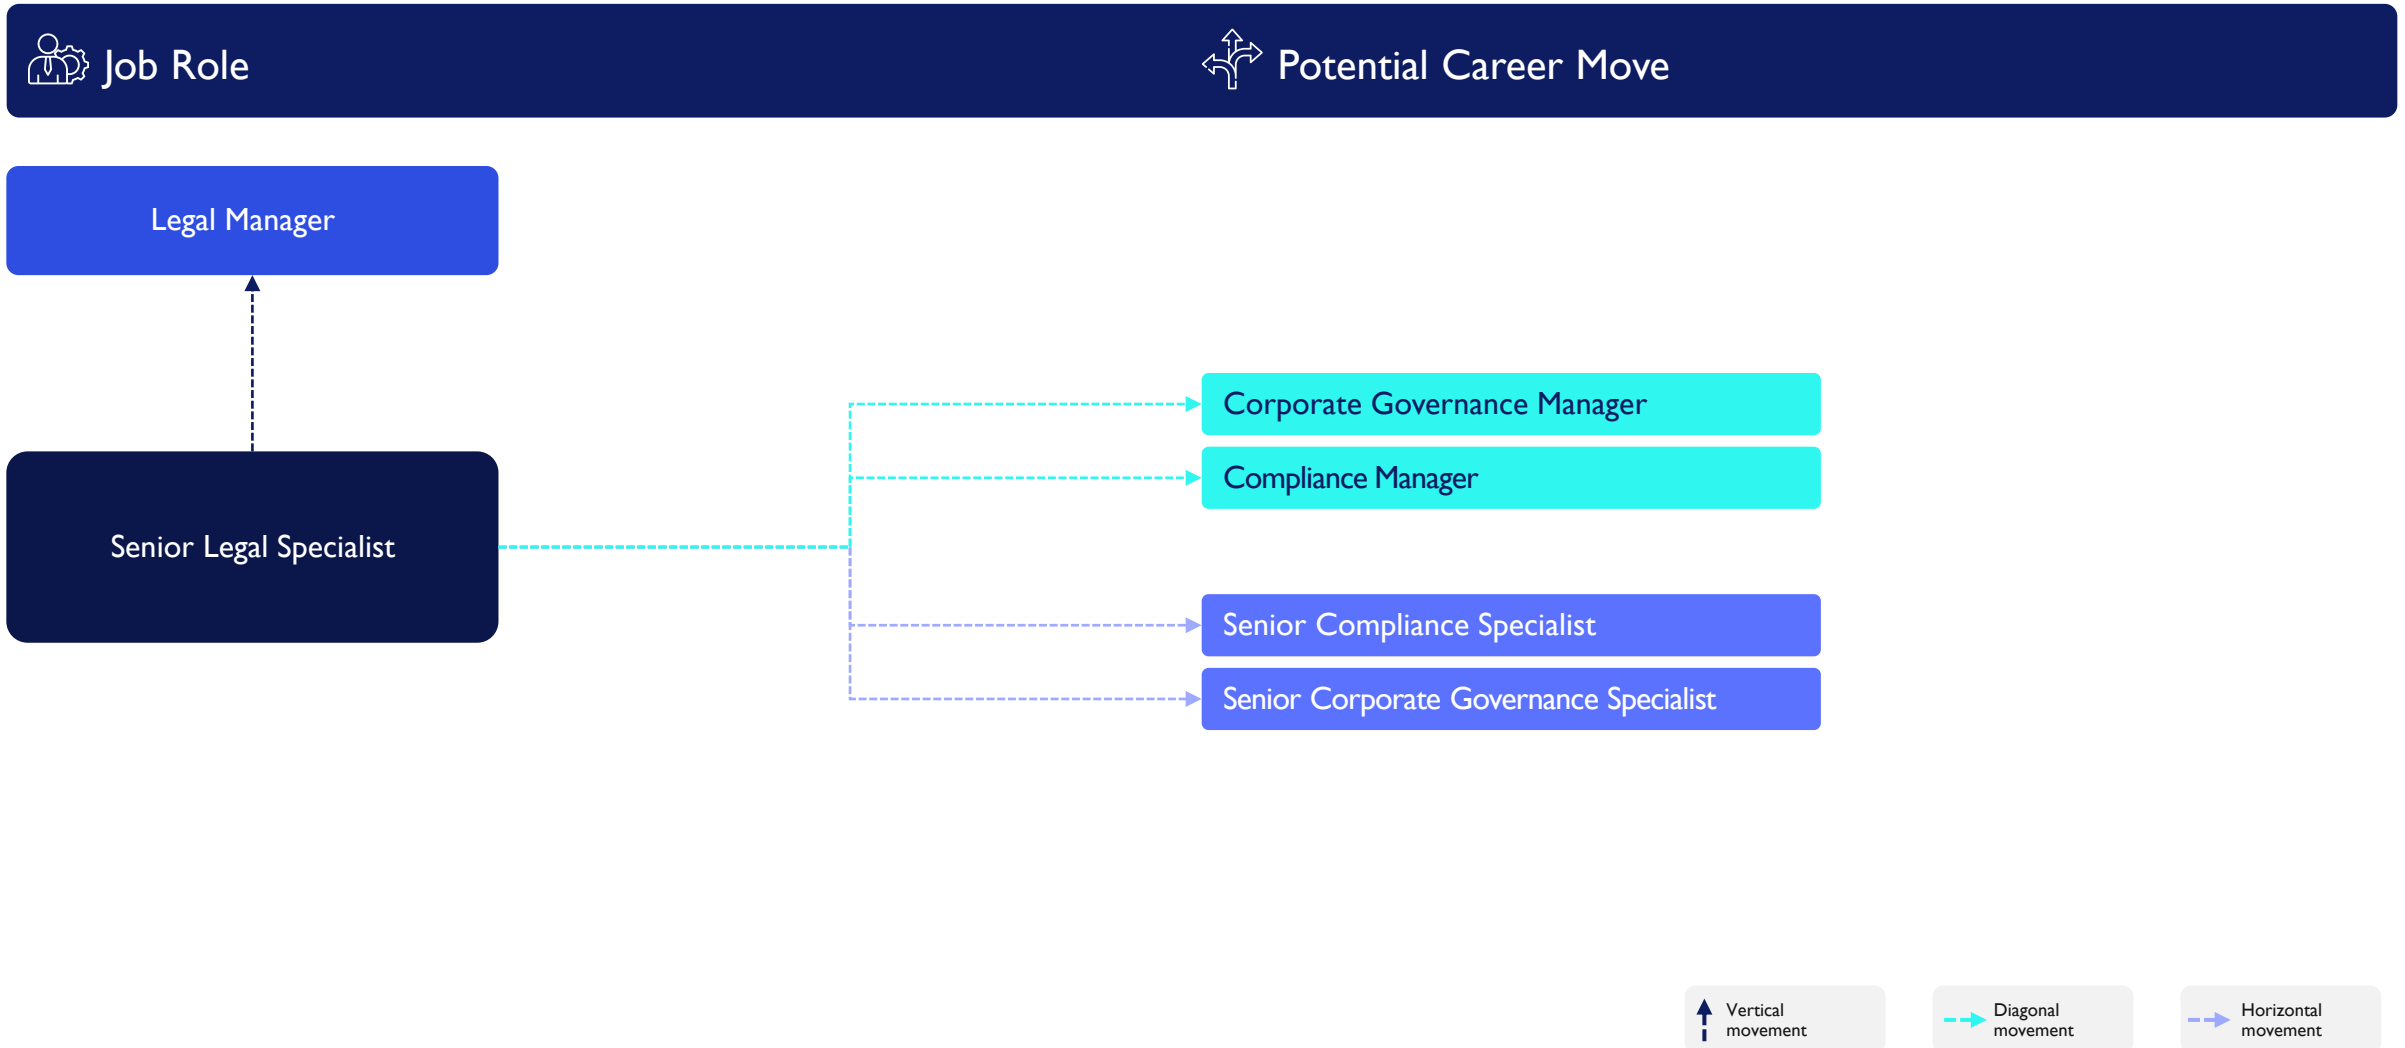 Job Role
Potential Career Move
Legal Manager
Corporate Governance Manager
Compliance Manager
Senior Legal Specialist
Senior Compliance Specialist
Senior Corporate Governance Specialist
Vertical
movement
Diagonal
movement
Horizontal
movement